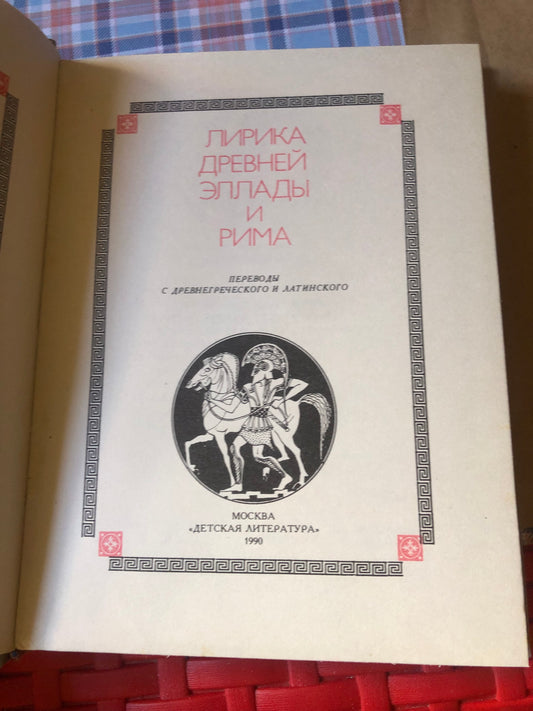 ЛИРИКА
ДРЕВНЕЙ
ЭЛЛАДЫ
И
РИМА
ПЕРЕВОДЫ
С ДРЕВНЕГРЕЧЕСКОГО И ЛАТИНСКОГО
МОСКВА
«ДЕТСКАЯ ЛИТЕРАТУРА»
1990